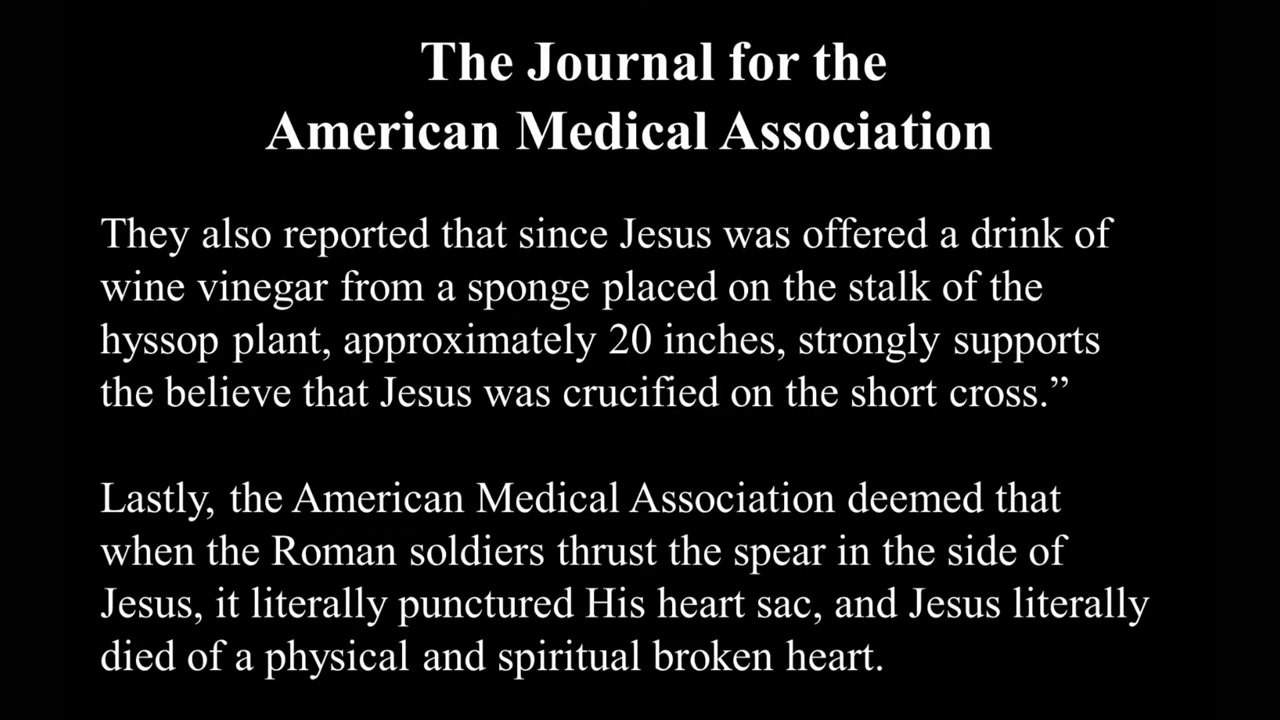 The Journal for the
American Medical Association
They also reported that since Jesus was offered a drink of
wine vinegar from a sponge placed on the stalk of the
hyssop plant, approximately 20 inches, strongly supports
the believe that Jesus was crucified on the short cross.”
Lastly, the American Medical Association deemed that
when the Roman soldiers thrust the spear in the side of
Jesus, it literally punctured His heart sac, and Jesus literally
died of a physical and spiritual broken heart.